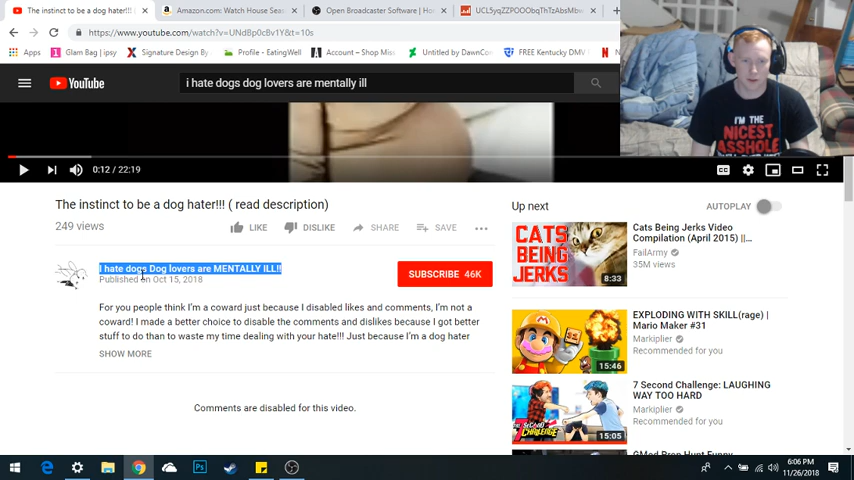 The instinct to be a dog hater!!! (
Amazon.com: Watch House Seas
Open Broadcaster Software | Ho
UCL5yqZZPOOObqThTzAbsMbw
https://www.youtube.com/watch?v=UNdBp0cBv1Y&t=10s
Apps Glam Bag | ipsy Signature Design By Profile - EatingWell Account – Shop Miss Untitled by DawnCor FREE Kentucky DMV
YouTube
i hate dogs dog lovers are mentally ill
I'M THE
NICEST
ASSHOLE
0:12 / 22:19
CC
The instinct to be a dog hater!!! ( read description)
249 views
LIKE DISLIKE SHARE SAVE
I hate dogs Dog lovers are MENTALLY ILL!!
Published on Oct 15, 2018
SUBSCRIBE 46K
For you people think I'm a coward just because I disabled likes and comments, I'm not a
coward! I made a better choice to disable the comments and dislikes because I got better
stuff to do than to waste my time dealing with your hate!!! Just because I'm a dog hater
SHOW MORE
Comments are disabled for this video.
Up next
AUTOPLAY
CATS
BEING
JERKS
8:33
Cats Being Jerks Video
Compilation (April 2015) ||...
FailArmy
35M views
15:46
EXPLODING WITH SKILL(rage) |
Mario Maker #31
Markiplier
Recommended for you
CHALLENGE
15:05
7 Second Challenge: LAUGHING
WAY TOO HARD
Markiplier
Recommended for you
GMod Prop Hunt Funny
6:06 PM
11/26/2018